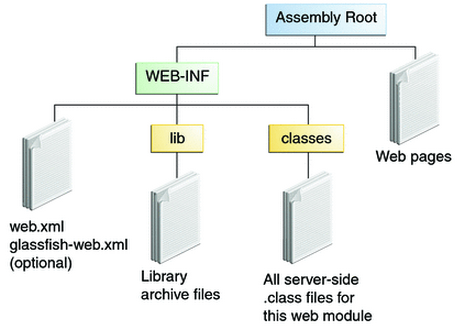 Assembly Root
WEB-INF
lib
classes
Web pages
web.xml
glassfish-web.xml
(optional)
Library
archive files
All server-side
.class files for
this web module